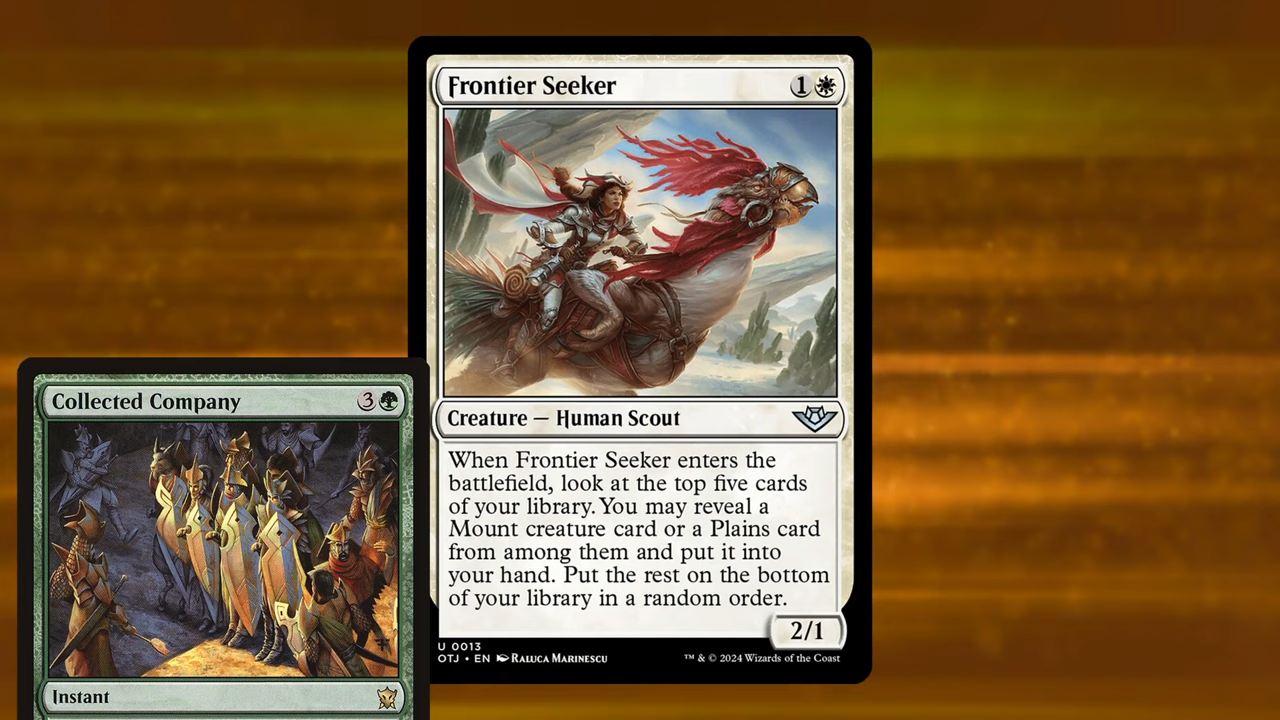 Frontier Seeker 1
Creature — Human Scout
When Frontier Seeker enters the
battlefield, look at the top five cards
of your library. You may reveal a
Mount creature card or a Plains card
from among them and put it into
your hand. Put the rest on the bottom
of your library in a random order.
2/1
U 0013
OTJ • EN RALUCA MARINESCU
™ & © 2024 Wizards of the Coast
Collected Company 3
Instant